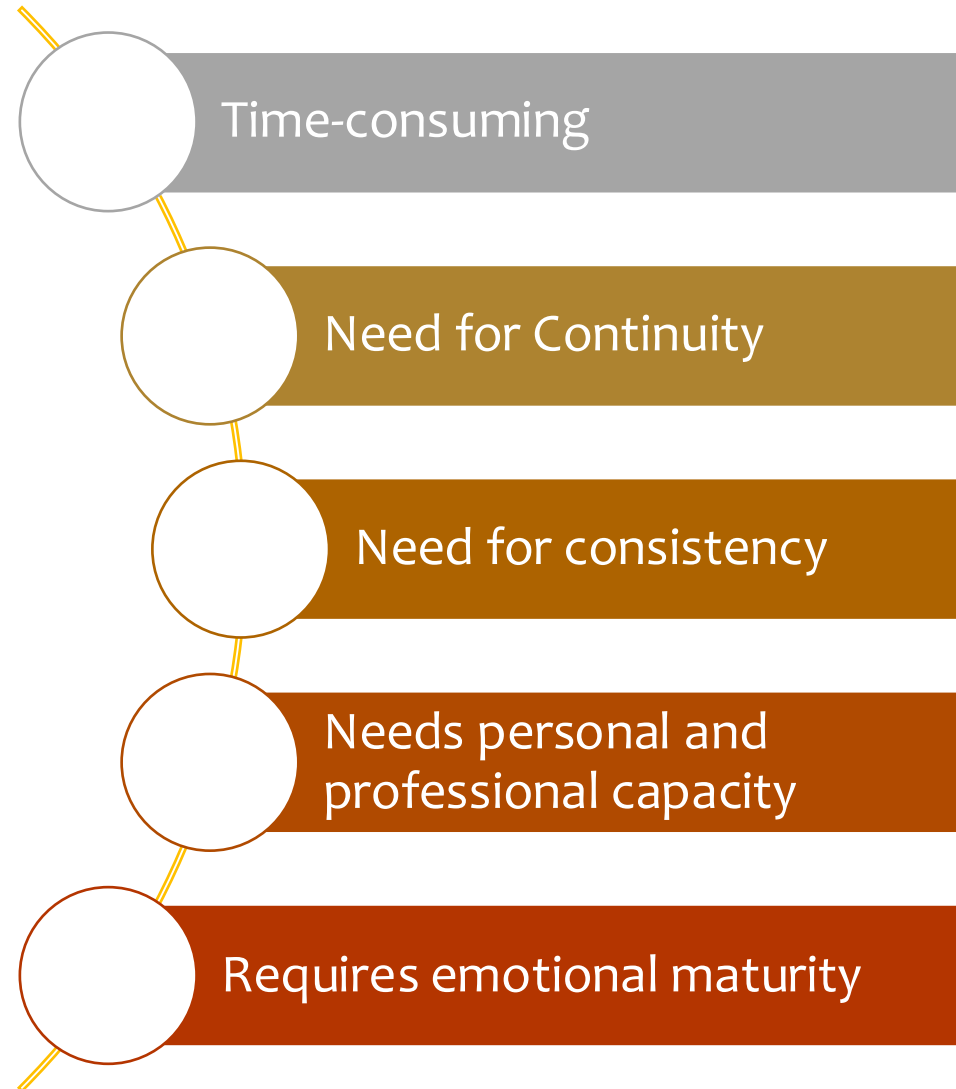 Time-consuming
Need for Continuity
Need for consistency
Needs personal and
professional capacity
Requires emotional maturity